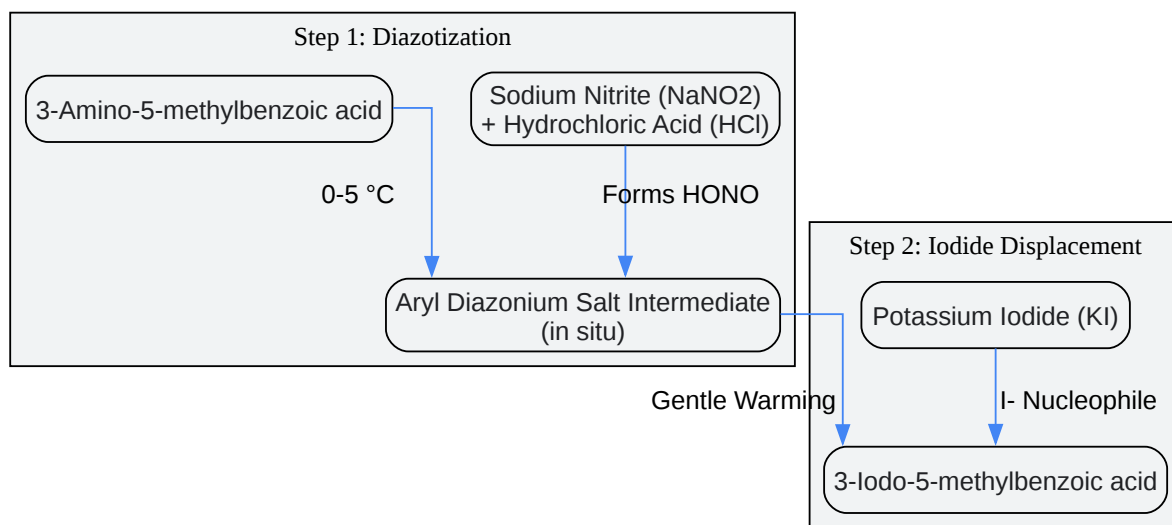 Step 1: Diazotization
3-Amino-5-methylbenzoic acid
Sodium Nitrite (NaNO2)
+ Hydrochloric Acid (HCl)
0-5 °C
Forms HONO
Aryl Diazonium Salt Intermediate
(in situ)
Step 2: Iodide Displacement
Potassium Iodide (KI)
Gentle Warming
I- Nucleophile
3-Iodo-5-methylbenzoic acid